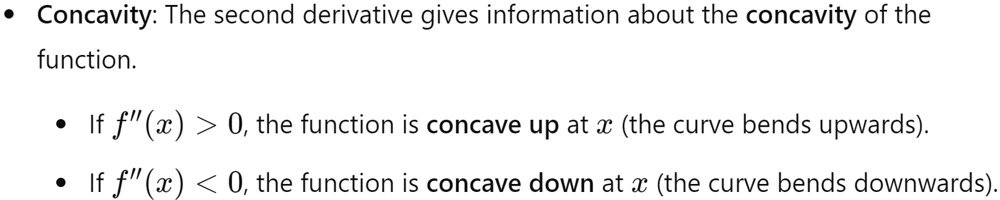 • Concavity: The second derivative gives information about the concavity of the
function.
• If f″(x) > 0, the function is concave up at x (the curve bends upwards).
• If f″(x) < 0, the function is concave down at x (the curve bends downwards).